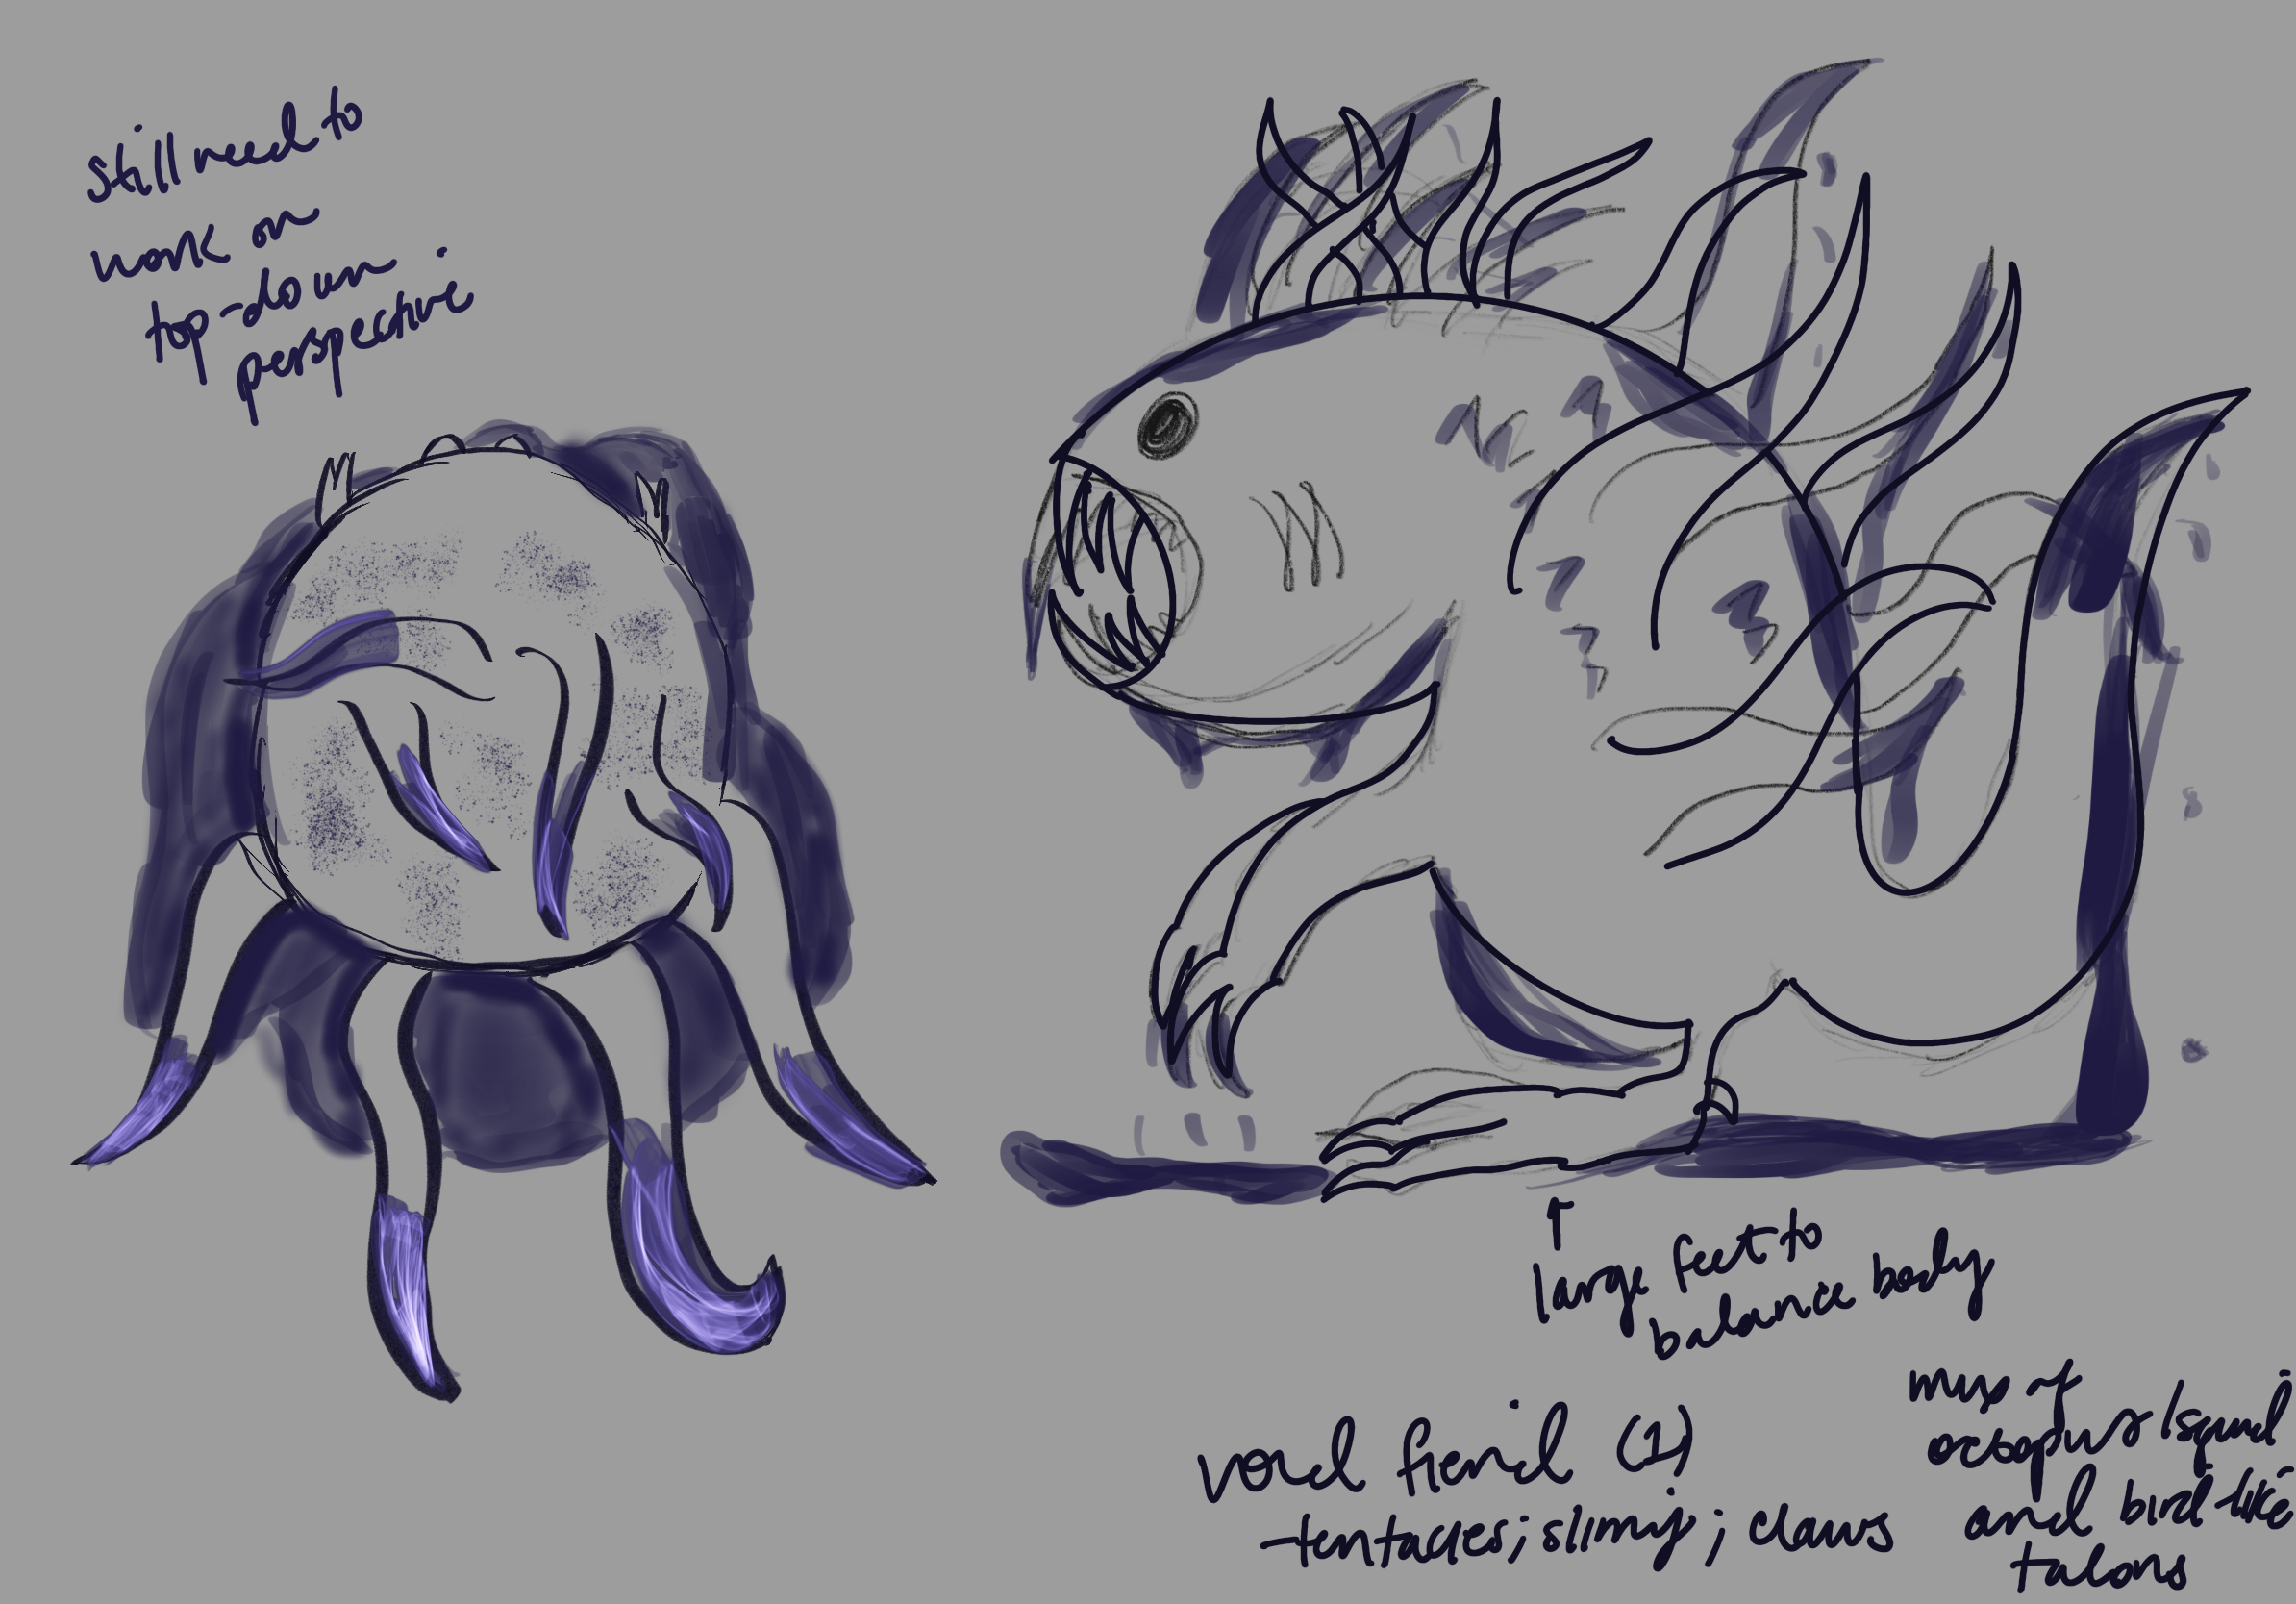 still need to
work on
top-down
perspective.
large feet to
balance body
void fiend (1)
-tentacles; slimy; claws
mix of
octopus/squid
and bird-like
talons